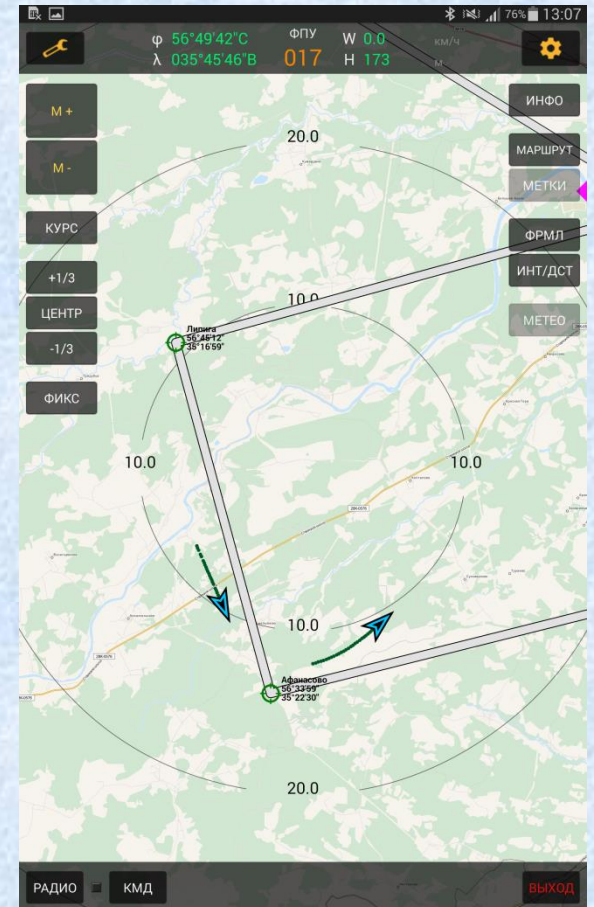 76% 13:07
φ 56°49'42"С ФПУ W 0.0 км/ч
λ 035°45'46"В 017 H 173 м
М +
М -
КУРС
+1/3
ЦЕНТР
-1/3
ФИКС
ИНФО
МАРШРУТ
МЕТКИ
ФРМЛ
ИНТ/ДСТ
МЕТЕО
20.0
10.0
Липига
56°45'12"
35°16'59"
10.0
10.0
10.0
Афанасово
56°33'59"
35°22'30"
20.0
РАДИО
КМД
ВЫХОД